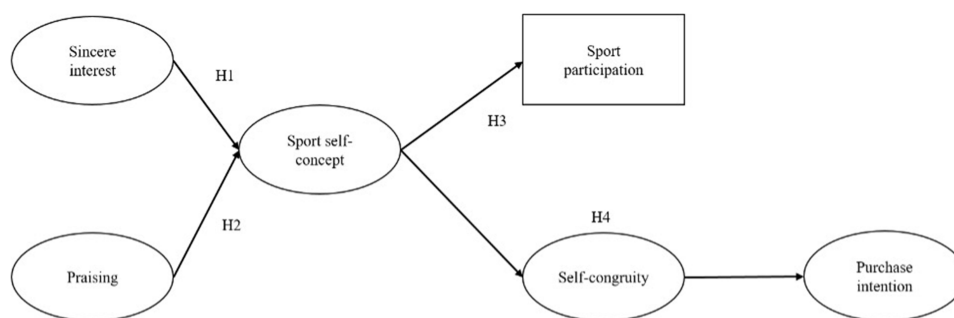 Sincere
interest
H1
Sport
participation
H3
Sport self-
concept
H2
H4
Praising
Self-congruity
Purchase
intention